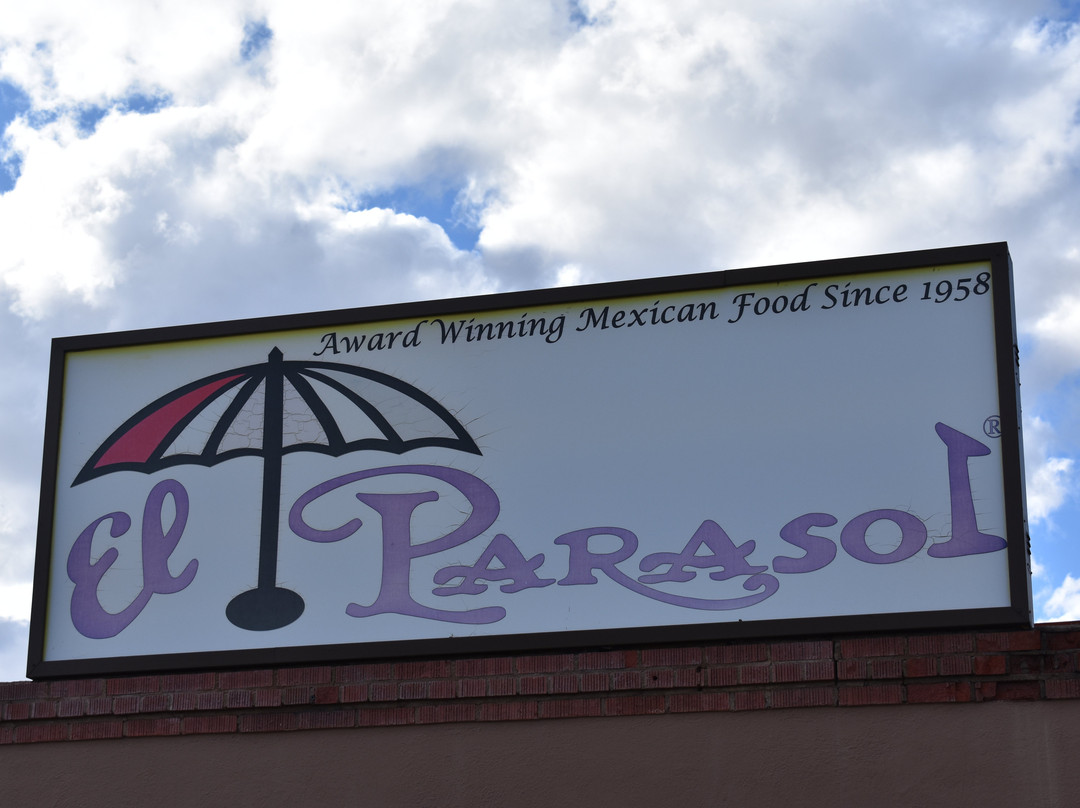 Award Winning Mexican Food Since 1958
El Parasol ®